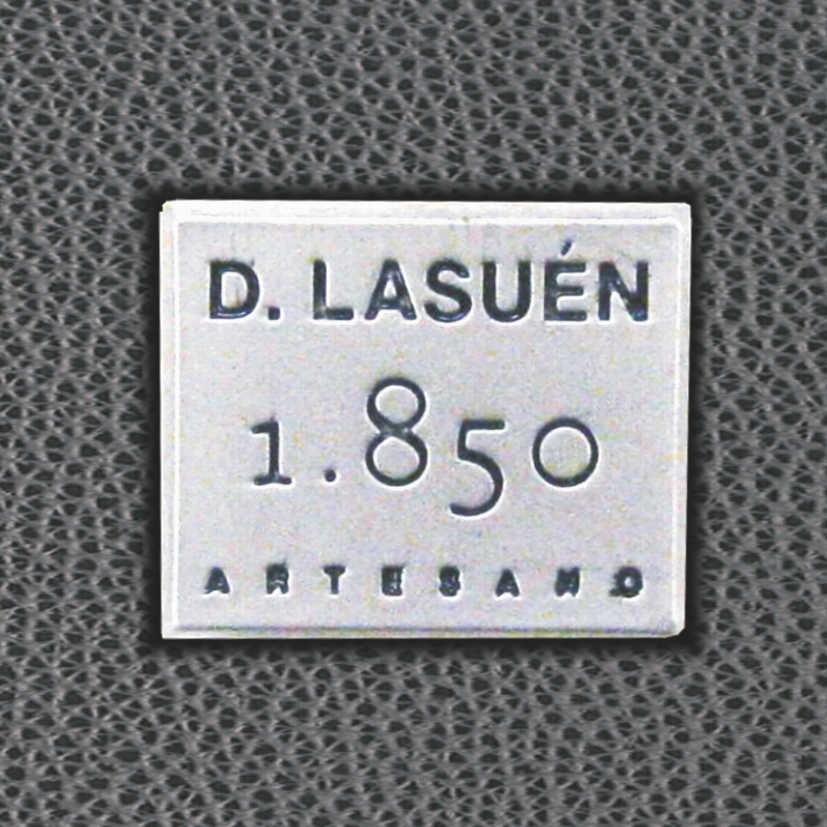 D. LASUÉN
1.850
ARTESANO